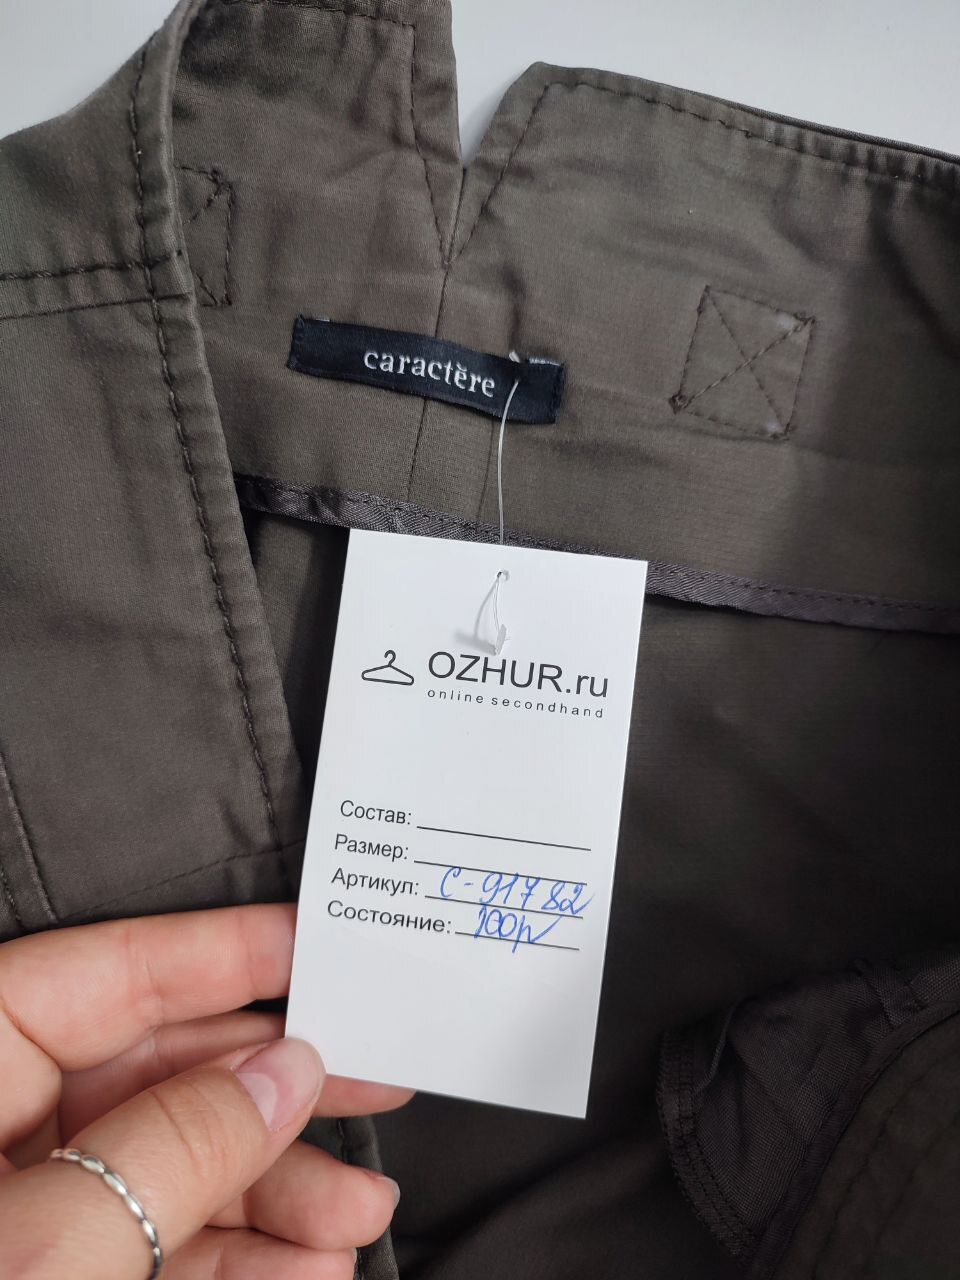 caractère
OZHUR.ru
online secondhand
Состав:
Размер:
Артикул: С-91782
Состояние: 100р